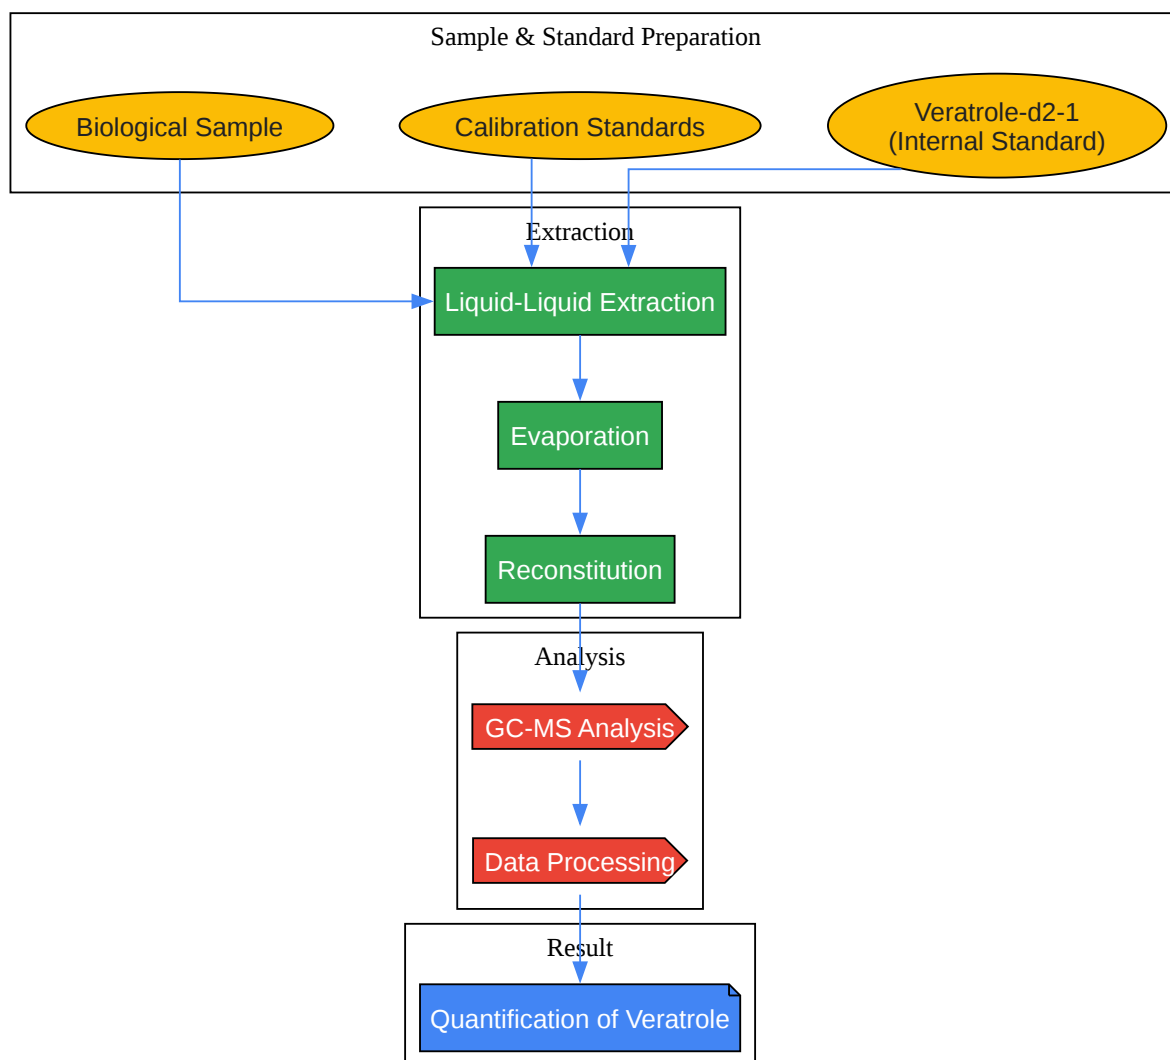 Sample & Standard Preparation
Biological Sample
Calibration Standards
Veratrole-d2-1
(Internal Standard)
Extraction
Liquid-Liquid Extraction
Evaporation
Reconstitution
Analysis
GC-MS Analysis
Data Processing
Result
Quantification of Veratrole